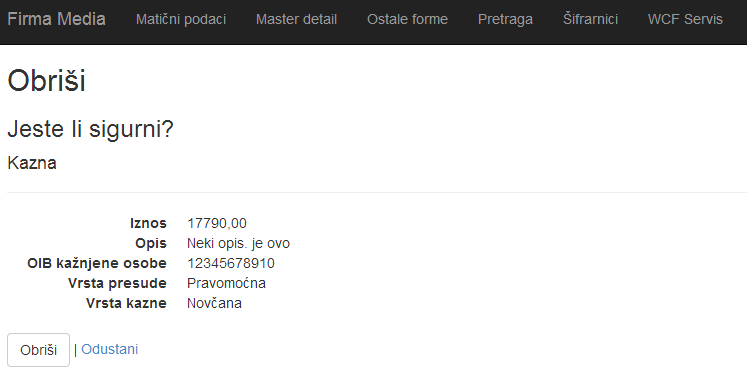 Firma Media Matični podaci Master detail Ostale forme Pretraga Šifrarnici WCF Servis
Obriši
Jeste li sigurni?
Kazna
Iznos 17790,00
Opis Neki opis. je ovo
OIB kažnjene osobe 12345678910
Vrsta presude Pravomoćna
Vrsta kazne Novčana
Obriši | Odustani